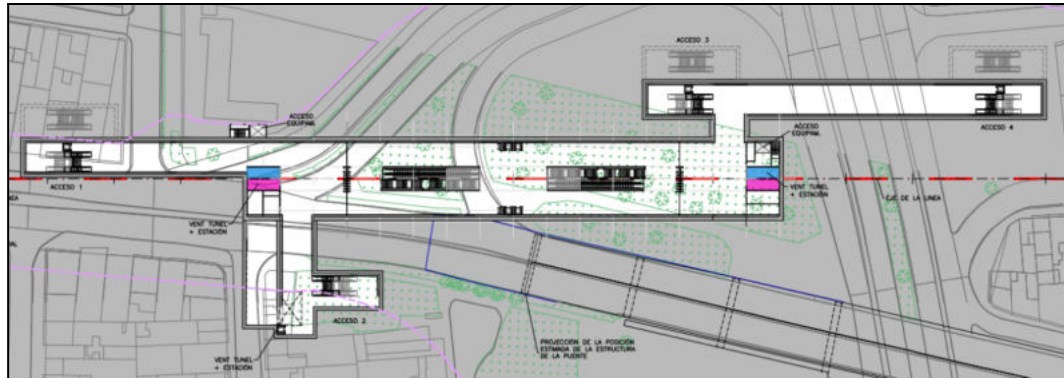 ACCESO 3
ACCESO
EQUIPAM.
ACCESO
EQUIPAM.
ACCESO 4
ACCESO 1
VENT TUNEL
+ ESTACIÓN
VENT TUNEL
+ ESTACIÓN
EJE DE LA LINEA
ACCESO 2
VENT TUNEL
+ ESTACIÓN
PROJECCIÓN DE LA POSICIÓN
ESTIMADA DE LA ESTRUCTURA
DE LA PUENTE